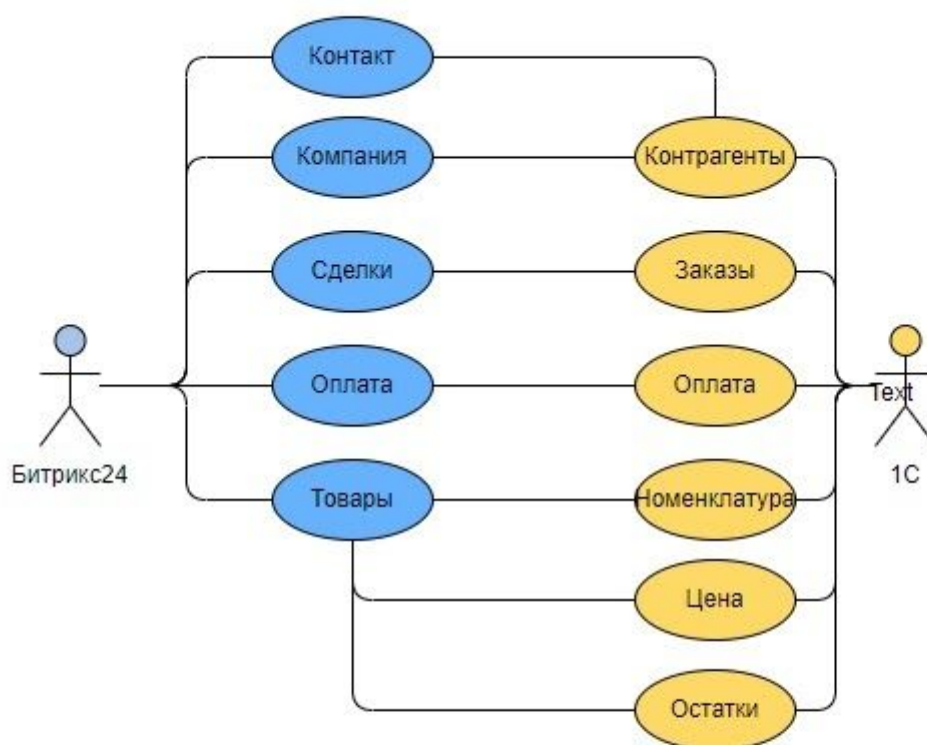 Контакт
Компания
Контрагенты
Сделки
Заказы
Оплата
Оплата
Text
Битрикс24
1С
Товары
Номенклатура
Цена
Остатки